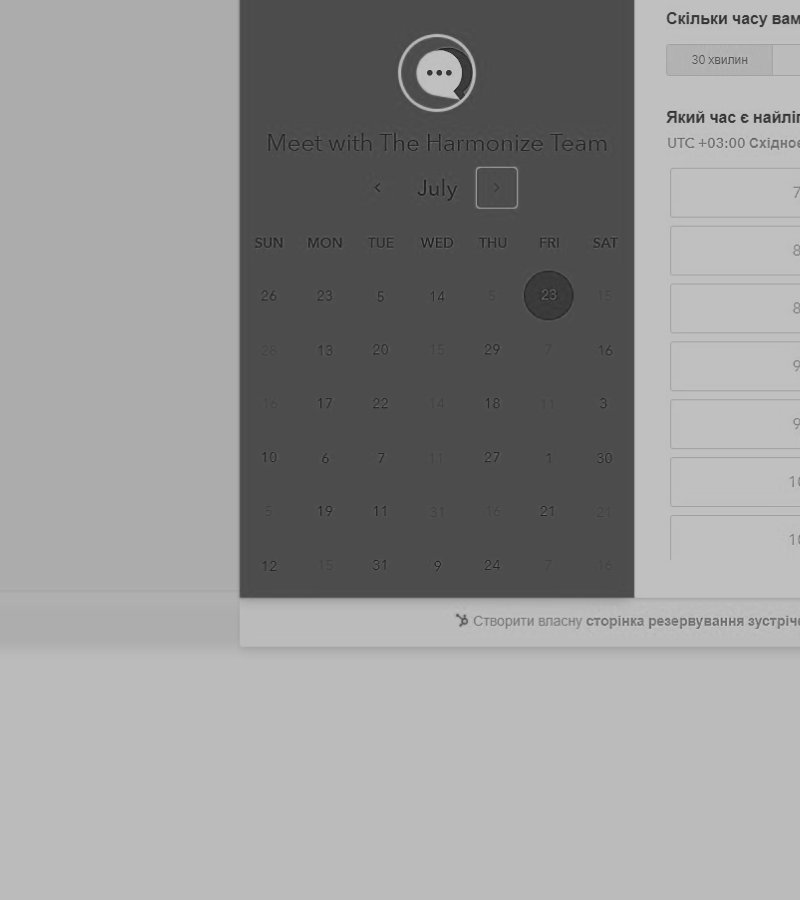 Meet with The Harmonize Team
July
SUN MON TUE WED THU FRI SAT
26 23 5 14 5 23 15
28 13 20 15 29 7 16
16 17 22 14 18 11 3
10 6 7 11 27 1 30
5 19 11 31 16 21 21
12 15 31 9 24 7 16
Скільки часу вам
30 хвилин
Який час є найліп
UTC +03:00 Східноє
7
8
8
9
9
10
10
Створити власну сторінка резервування зустріче